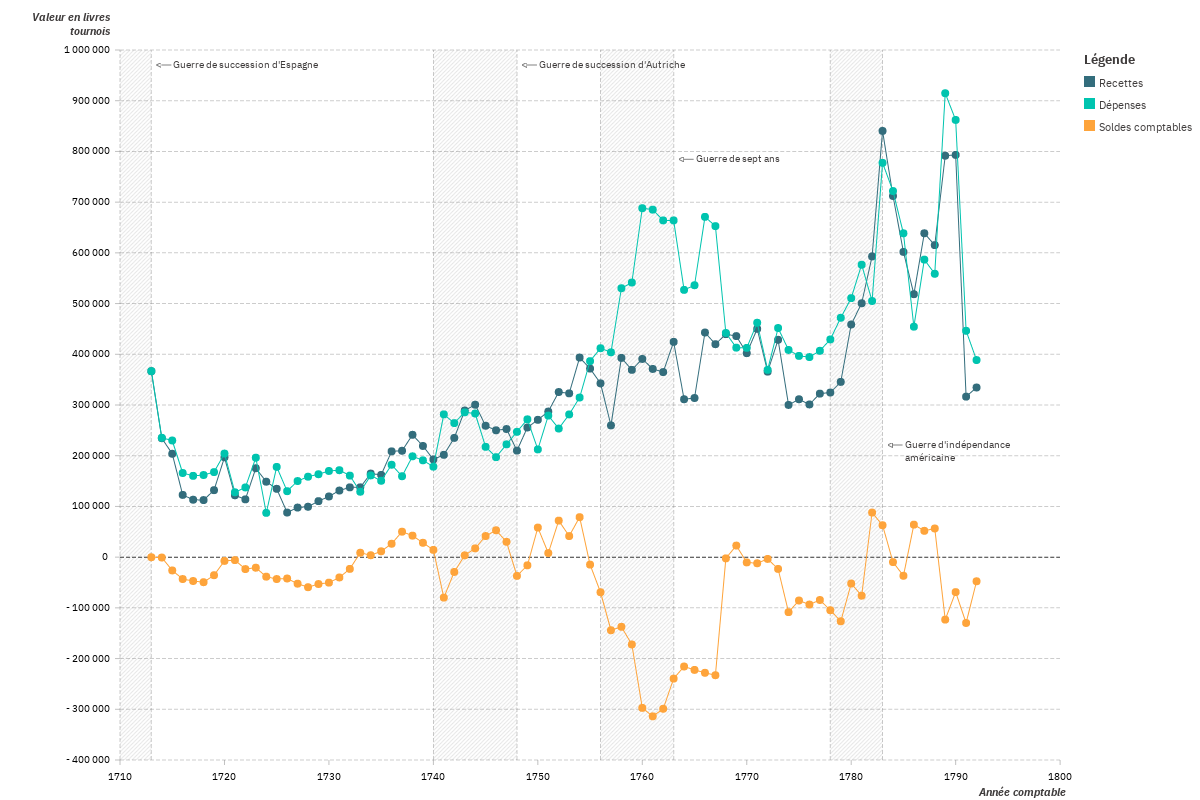 Valeur en livres
tournois
1 000 000
900 000
800 000
700 000
600 000
500 000
400 000
300 000
200 000
100 000
0
- 100 000
- 200 000
- 300 000
- 400 000
Guerre de succession d'Espagne
Guerre de succession d'Autriche
Guerre de sept ans
Guerre d'indépendance
américaine
Légende
Recettes
Dépenses
Soldes comptables
1710
1720
1730
1740
1750
1760
1770
1780
1790
1800
Année comptable